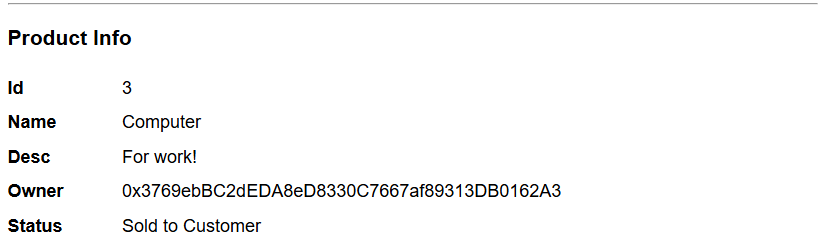 Product Info
Id 3
Name Computer
Desc For work!
Owner 0x3769ebBC2dEDA8eD8330C7667af89313DB0162A3
Status Sold to Customer